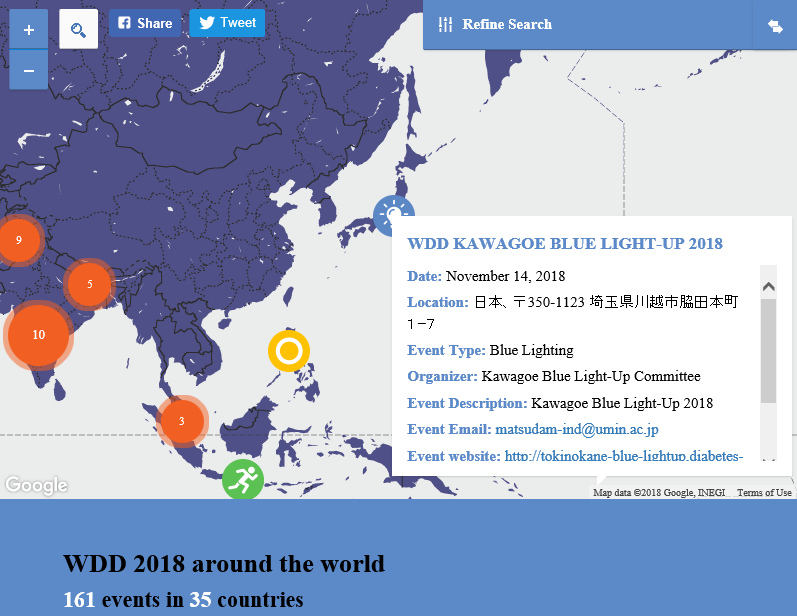 +
Share
Tweet
Refine Search
−
9
5
10
3
WDD KAWAGOE BLUE LIGHT-UP 2018
Date: November 14, 2018
Location: 日本、〒350-1123 埼玉県川越市脇田本町
1−7
Event Type: Blue Lighting
Organizer: Kawagoe Blue Light-Up Committee
Event Description: Kawagoe Blue Light-Up 2018
Event Email: matsudam-ind@umin.ac.jp
Event website: http://tokinokane-blue-lightup.diabetes-
Google
Map data ©2018 Google, INEGI
Terms of Use
WDD 2018 around the world
161 events in 35 countries